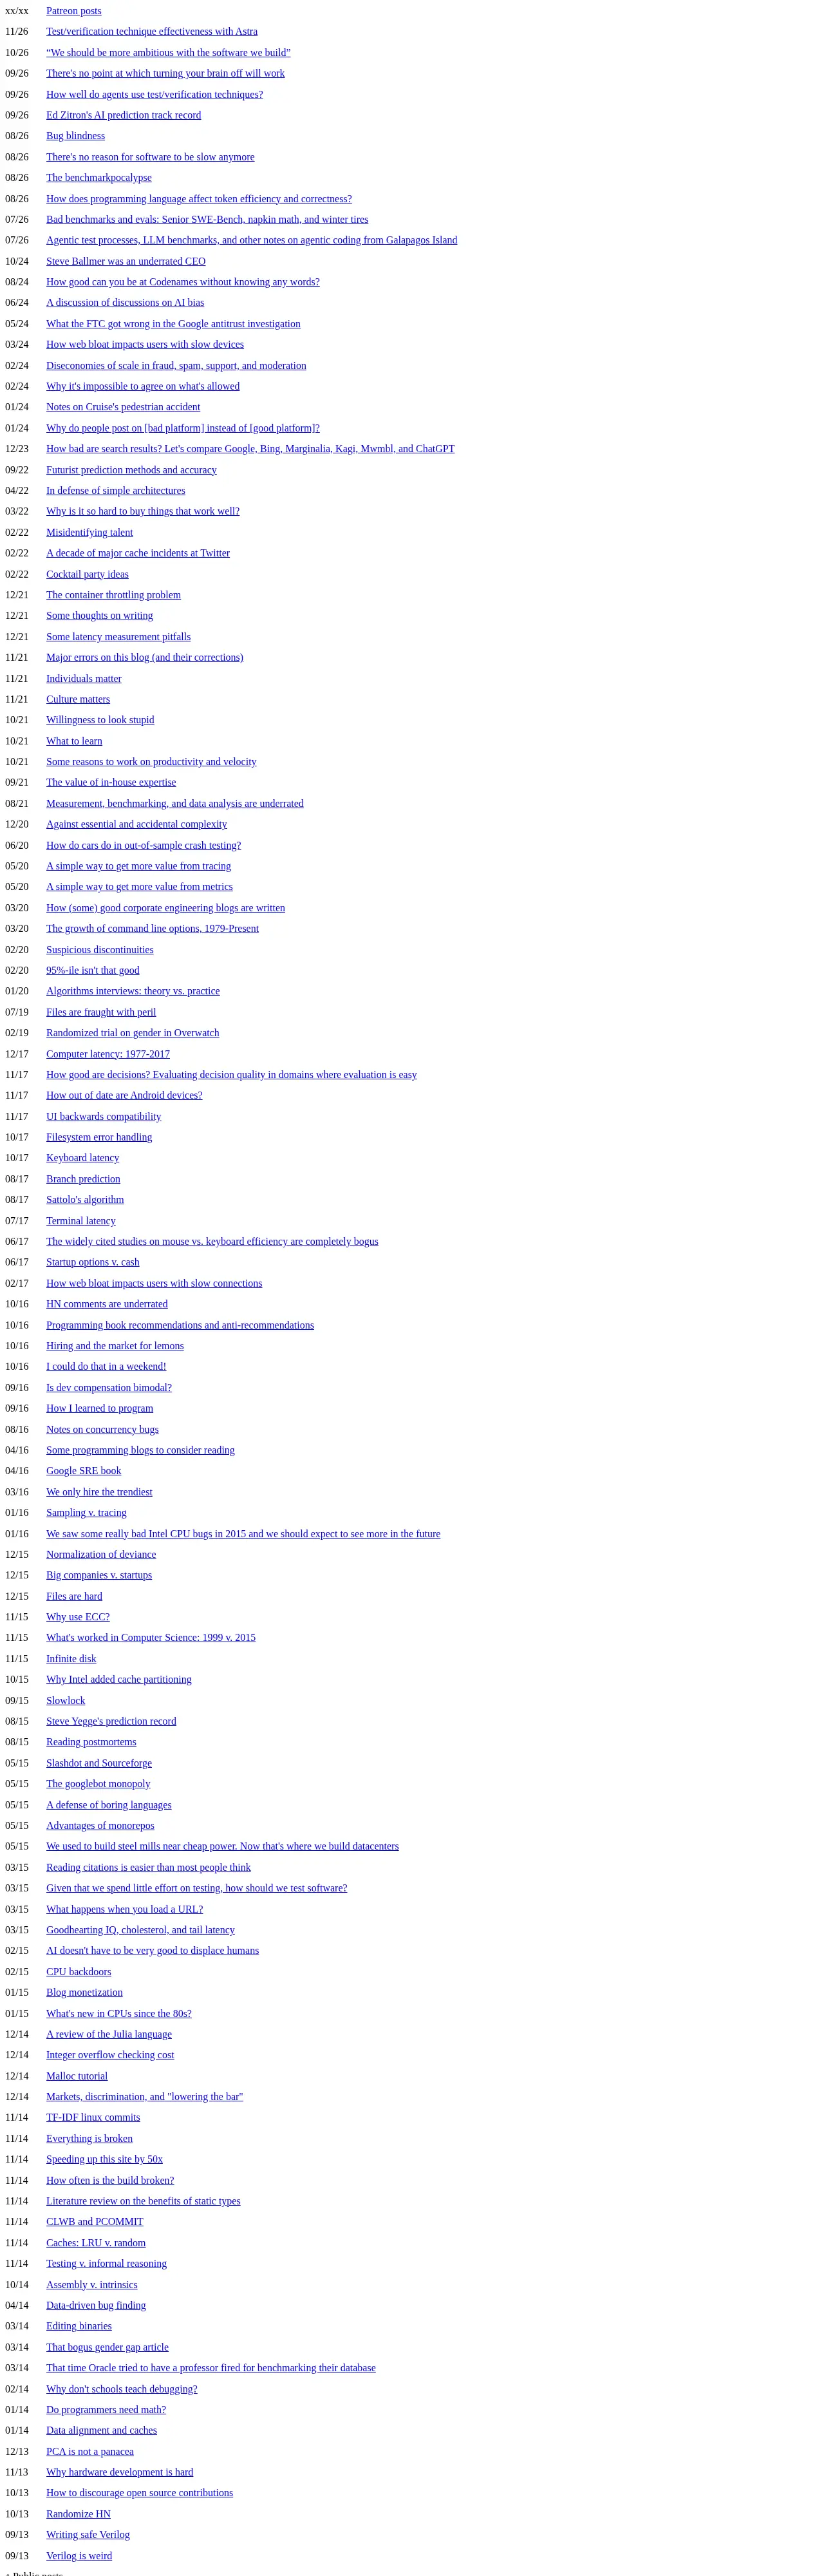 xx/xx Patreon posts
11/26 Test/verification technique effectiveness with Astra
10/26 “We should be more ambitious with the software we build”
09/26 There's no point at which turning your brain off will work
09/26 How well do agents use test/verification techniques?
09/26 Ed Zitron's AI prediction track record
08/26 Bug blindness
08/26 There's no reason for software to be slow anymore
08/26 The benchmarkpocalypse
08/26 How does programming language affect token efficiency and correctness?
07/26 Bad benchmarks and evals: Senior SWE-Bench, napkin math, and winter tires
07/26 Agentic test processes, LLM benchmarks, and other notes on agentic coding from Galapagos Island
10/24 Steve Ballmer was an underrated CEO
08/24 How good can you be at Codenames without knowing any words?
06/24 A discussion of discussions on AI bias
05/24 What the FTC got wrong in the Google antitrust investigation
03/24 How web bloat impacts users with slow devices
02/24 Diseconomies of scale in fraud, spam, support, and moderation
02/24 Why it's impossible to agree on what's allowed
01/24 Notes on Cruise's pedestrian accident
01/24 Why do people post on [bad platform] instead of [good platform]?
12/23 How bad are search results? Let's compare Google, Bing, Marginalia, Kagi, Mwmbl, and ChatGPT
09/22 Futurist prediction methods and accuracy
04/22 In defense of simple architectures
03/22 Why is it so hard to buy things that work well?
02/22 Misidentifying talent
02/22 A decade of major cache incidents at Twitter
02/22 Cocktail party ideas
12/21 The container throttling problem
12/21 Some thoughts on writing
12/21 Some latency measurement pitfalls
11/21 Major errors on this blog (and their corrections)
11/21 Individuals matter
11/21 Culture matters
10/21 Willingness to look stupid
10/21 What to learn
10/21 Some reasons to work on productivity and velocity
09/21 The value of in-house expertise
08/21 Measurement, benchmarking, and data analysis are underrated
12/20 Against essential and accidental complexity
06/20 How do cars do in out-of-sample crash testing?
05/20 A simple way to get more value from tracing
05/20 A simple way to get more value from metrics
03/20 How (some) good corporate engineering blogs are written
03/20 The growth of command line options, 1979-Present
02/20 Suspicious discontinuities
02/20 95%-ile isn't that good
01/20 Algorithms interviews: theory vs. practice
07/19 Files are fraught with peril
02/19 Randomized trial on gender in Overwatch
12/17 Computer latency: 1977-2017
11/17 How good are decisions? Evaluating decision quality in domains where evaluation is easy
11/17 How out of date are Android devices?
11/17 UI backwards compatibility
10/17 Filesystem error handling
10/17 Keyboard latency
08/17 Branch prediction
08/17 Sattolo's algorithm
07/17 Terminal latency
06/17 The widely cited studies on mouse vs. keyboard efficiency are completely bogus
06/17 Startup options v. cash
02/17 How web bloat impacts users with slow connections
10/16 HN comments are underrated
10/16 Programming book recommendations and anti-recommendations
10/16 Hiring and the market for lemons
10/16 I could do that in a weekend!
09/16 Is dev compensation bimodal?
09/16 How I learned to program
08/16 Notes on concurrency bugs
04/16 Some programming blogs to consider reading
04/16 Google SRE book
03/16 We only hire the trendiest
01/16 Sampling v. tracing
01/16 We saw some really bad Intel CPU bugs in 2015 and we should expect to see more in the future
12/15 Normalization of deviance
12/15 Big companies v. startups
12/15 Files are hard
11/15 Why use ECC?
11/15 What's worked in Computer Science: 1999 v. 2015
11/15 Infinite disk
10/15 Why Intel added cache partitioning
09/15 Slowlock
08/15 Steve Yegge's prediction record
08/15 Reading postmortems
05/15 Slashdot and Sourceforge
05/15 The googlebot monopoly
05/15 A defense of boring languages
05/15 Advantages of monorepos
05/15 We used to build steel mills near cheap power. Now that's where we build datacenters
03/15 Reading citations is easier than most people think
03/15 Given that we spend little effort on testing, how should we test software?
03/15 What happens when you load a URL?
03/15 Goodhearting IQ, cholesterol, and tail latency
02/15 AI doesn't have to be very good to displace humans
02/15 CPU backdoors
01/15 Blog monetization
01/15 What's new in CPUs since the 80s?
12/14 A review of the Julia language
12/14 Integer overflow checking cost
12/14 Malloc tutorial
12/14 Markets, discrimination, and "lowering the bar"
11/14 TF-IDF linux commits
11/14 Everything is broken
11/14 Speeding up this site by 50x
11/14 How often is the build broken?
11/14 Literature review on the benefits of static types
11/14 CLWB and PCOMMIT
11/14 Caches: LRU v. random
11/14 Testing v. informal reasoning
10/14 Assembly v. intrinsics
04/14 Data-driven bug finding
03/14 Editing binaries
03/14 That bogus gender gap article
03/14 That time Oracle tried to have a professor fired for benchmarking their database
02/14 Why don't schools teach debugging?
01/14 Do programmers need math?
01/14 Data alignment and caches
12/13 PCA is not a panacea
11/13 Why hardware development is hard
10/13 How to discourage open source contributions
10/13 Randomize HN
09/13 Writing safe Verilog
09/13 Verilog is weird